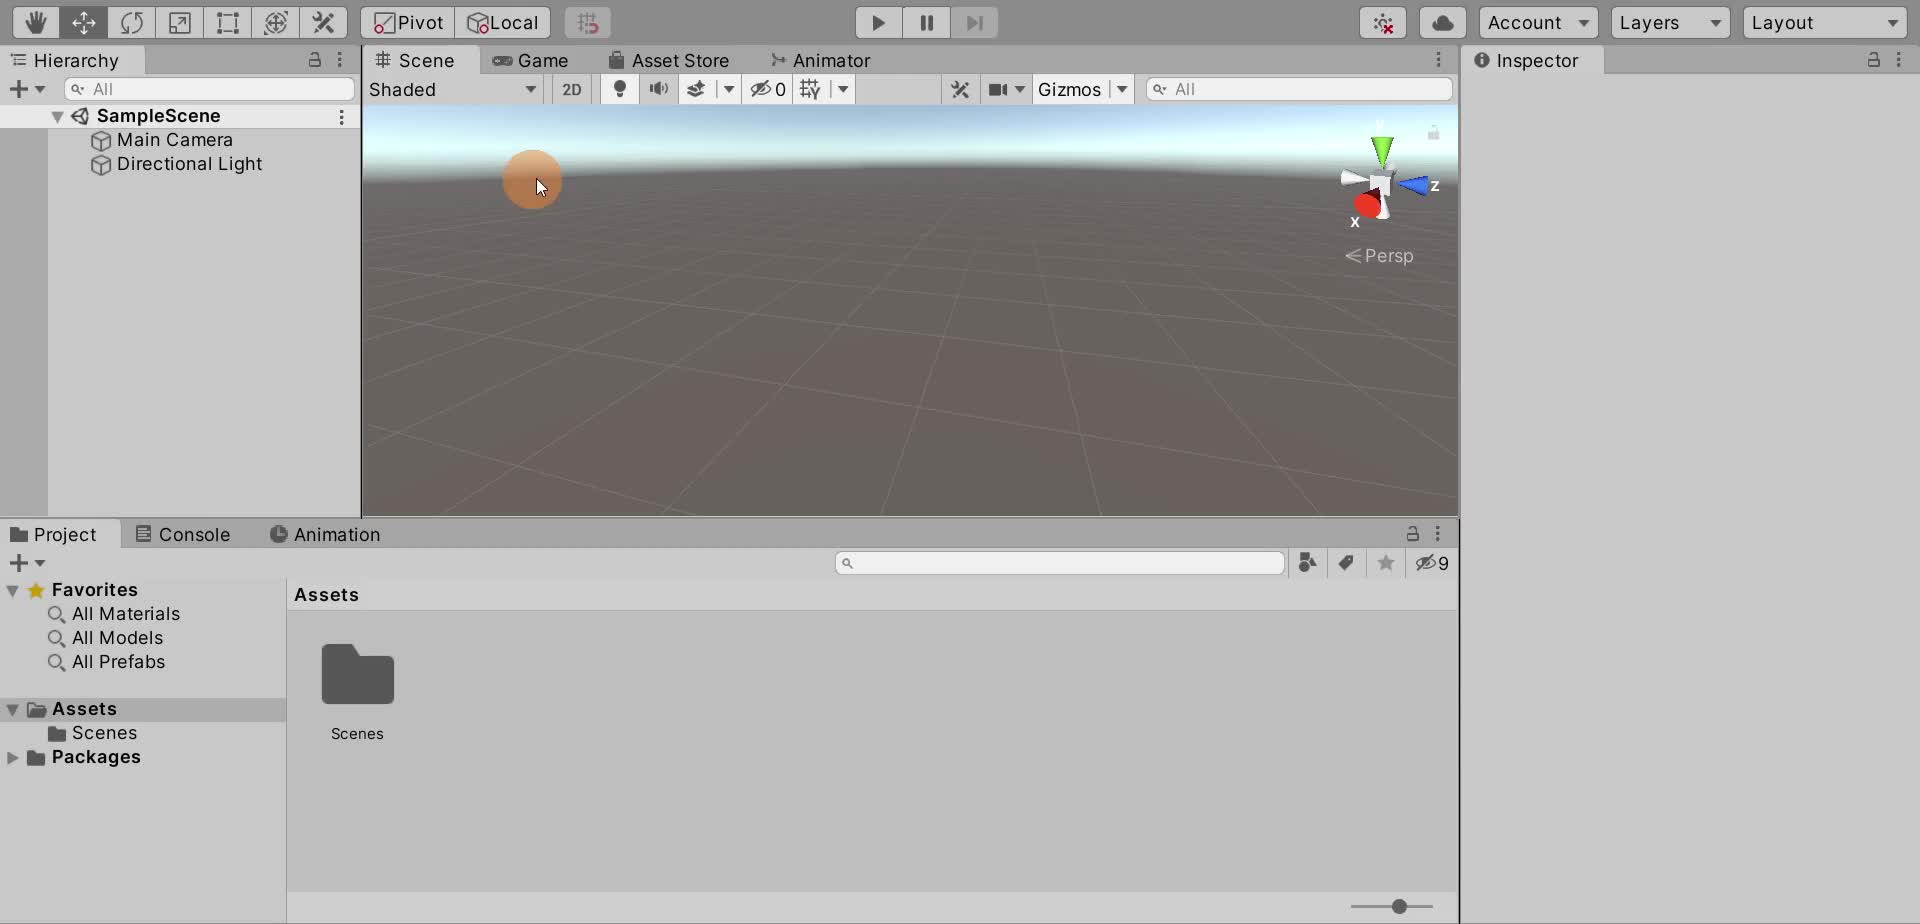 Pivot Local Account Layers Layout
Hierarchy
All
SampleScene
Main Camera
Directional Light
Scene Game Asset Store Animator
Shaded 2D 0 Gizmos All
z
x
Persp
Inspector
Project Console Animation
9
Favorites
All Materials
All Models
All Prefabs
Assets
Scenes
Packages
Assets
Scenes